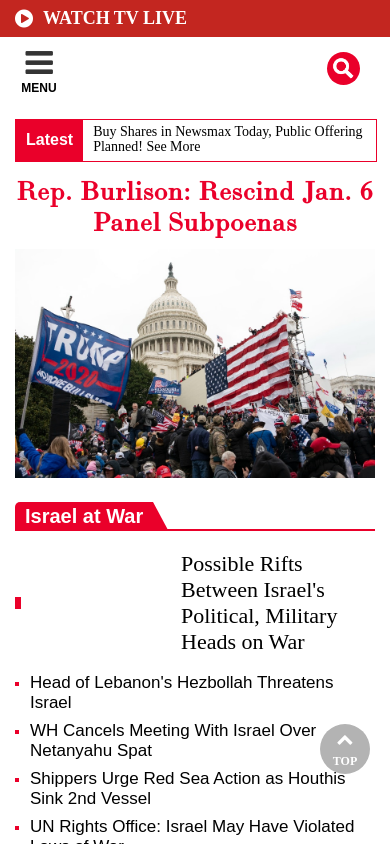 WATCH TV LIVE
MENU
Latest
Buy Shares in Newsmax Today, Public Offering
Planned! See More
Rep. Burlison: Rescind Jan. 6
Panel Subpoenas
TRUMP
2020
Israel at War
Possible Rifts
Between Israel's
Political, Military
Heads on War
Head of Lebanon's Hezbollah Threatens
Israel
WH Cancels Meeting With Israel Over
Netanyahu Spat
Shippers Urge Red Sea Action as Houthis
Sink 2nd Vessel
TOP
UN Rights Office: Israel May Have Violated
Laws of War